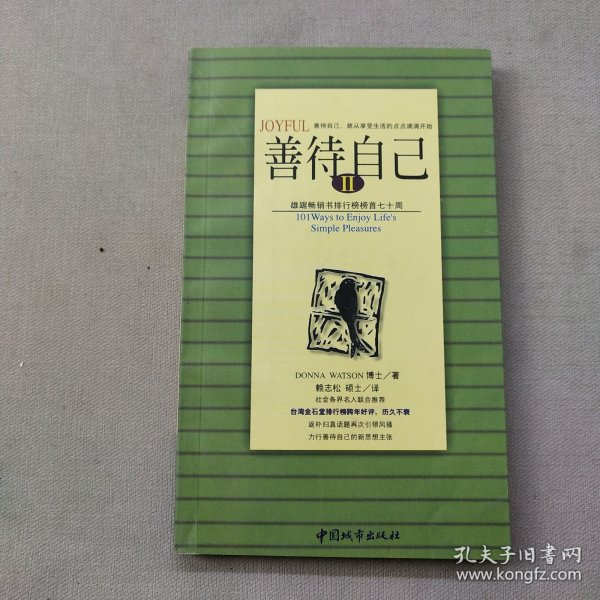 JOYFUL 善待自己、就从享受生活的点点滴滴开始
善待自己
II
雄踞畅销书排行榜榜首七十周
101Ways to Enjoy Life's
Simple Pleasures
DONNA WATSON 博士／著
赖志松 硕士／译
社会各界名人联合推荐
台湾金石堂排行榜跨年好评、历久不衰
返朴归真话题再次引领风骚
力行善待自己的新思想主张
中国城市出版社
孔夫子旧书网
www.kongfz.com